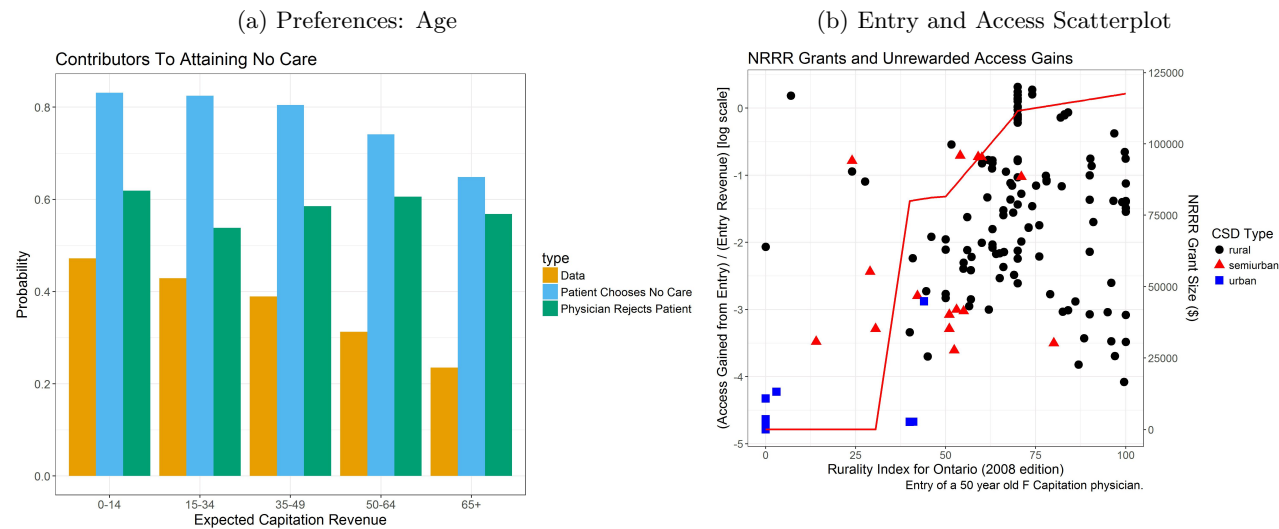 (a) Preferences: Age
Contributors To Attaining No Care
Probability
0.8
0.6
0.4
0.2
0.0
0-14
15-34
35-49
50-64
65+
Expected Capitation Revenue
type
Data
Patient Chooses No Care
Physician Rejects Patient
(b) Entry and Access Scatterplot
NRRR Grants and Unrewarded Access Gains
(Access Gained from Entry) / (Entry Revenue) [log scale]
0
-1
-2
-3
-4
-5
0
25
50
75
100
Rurality Index for Ontario (2008 edition)
Entry of a 50 year old F Capitation physician.
125000
100000
75000
50000
25000
0
NRRR Grant Size ($)
CSD Type
rural
semiurban
urban